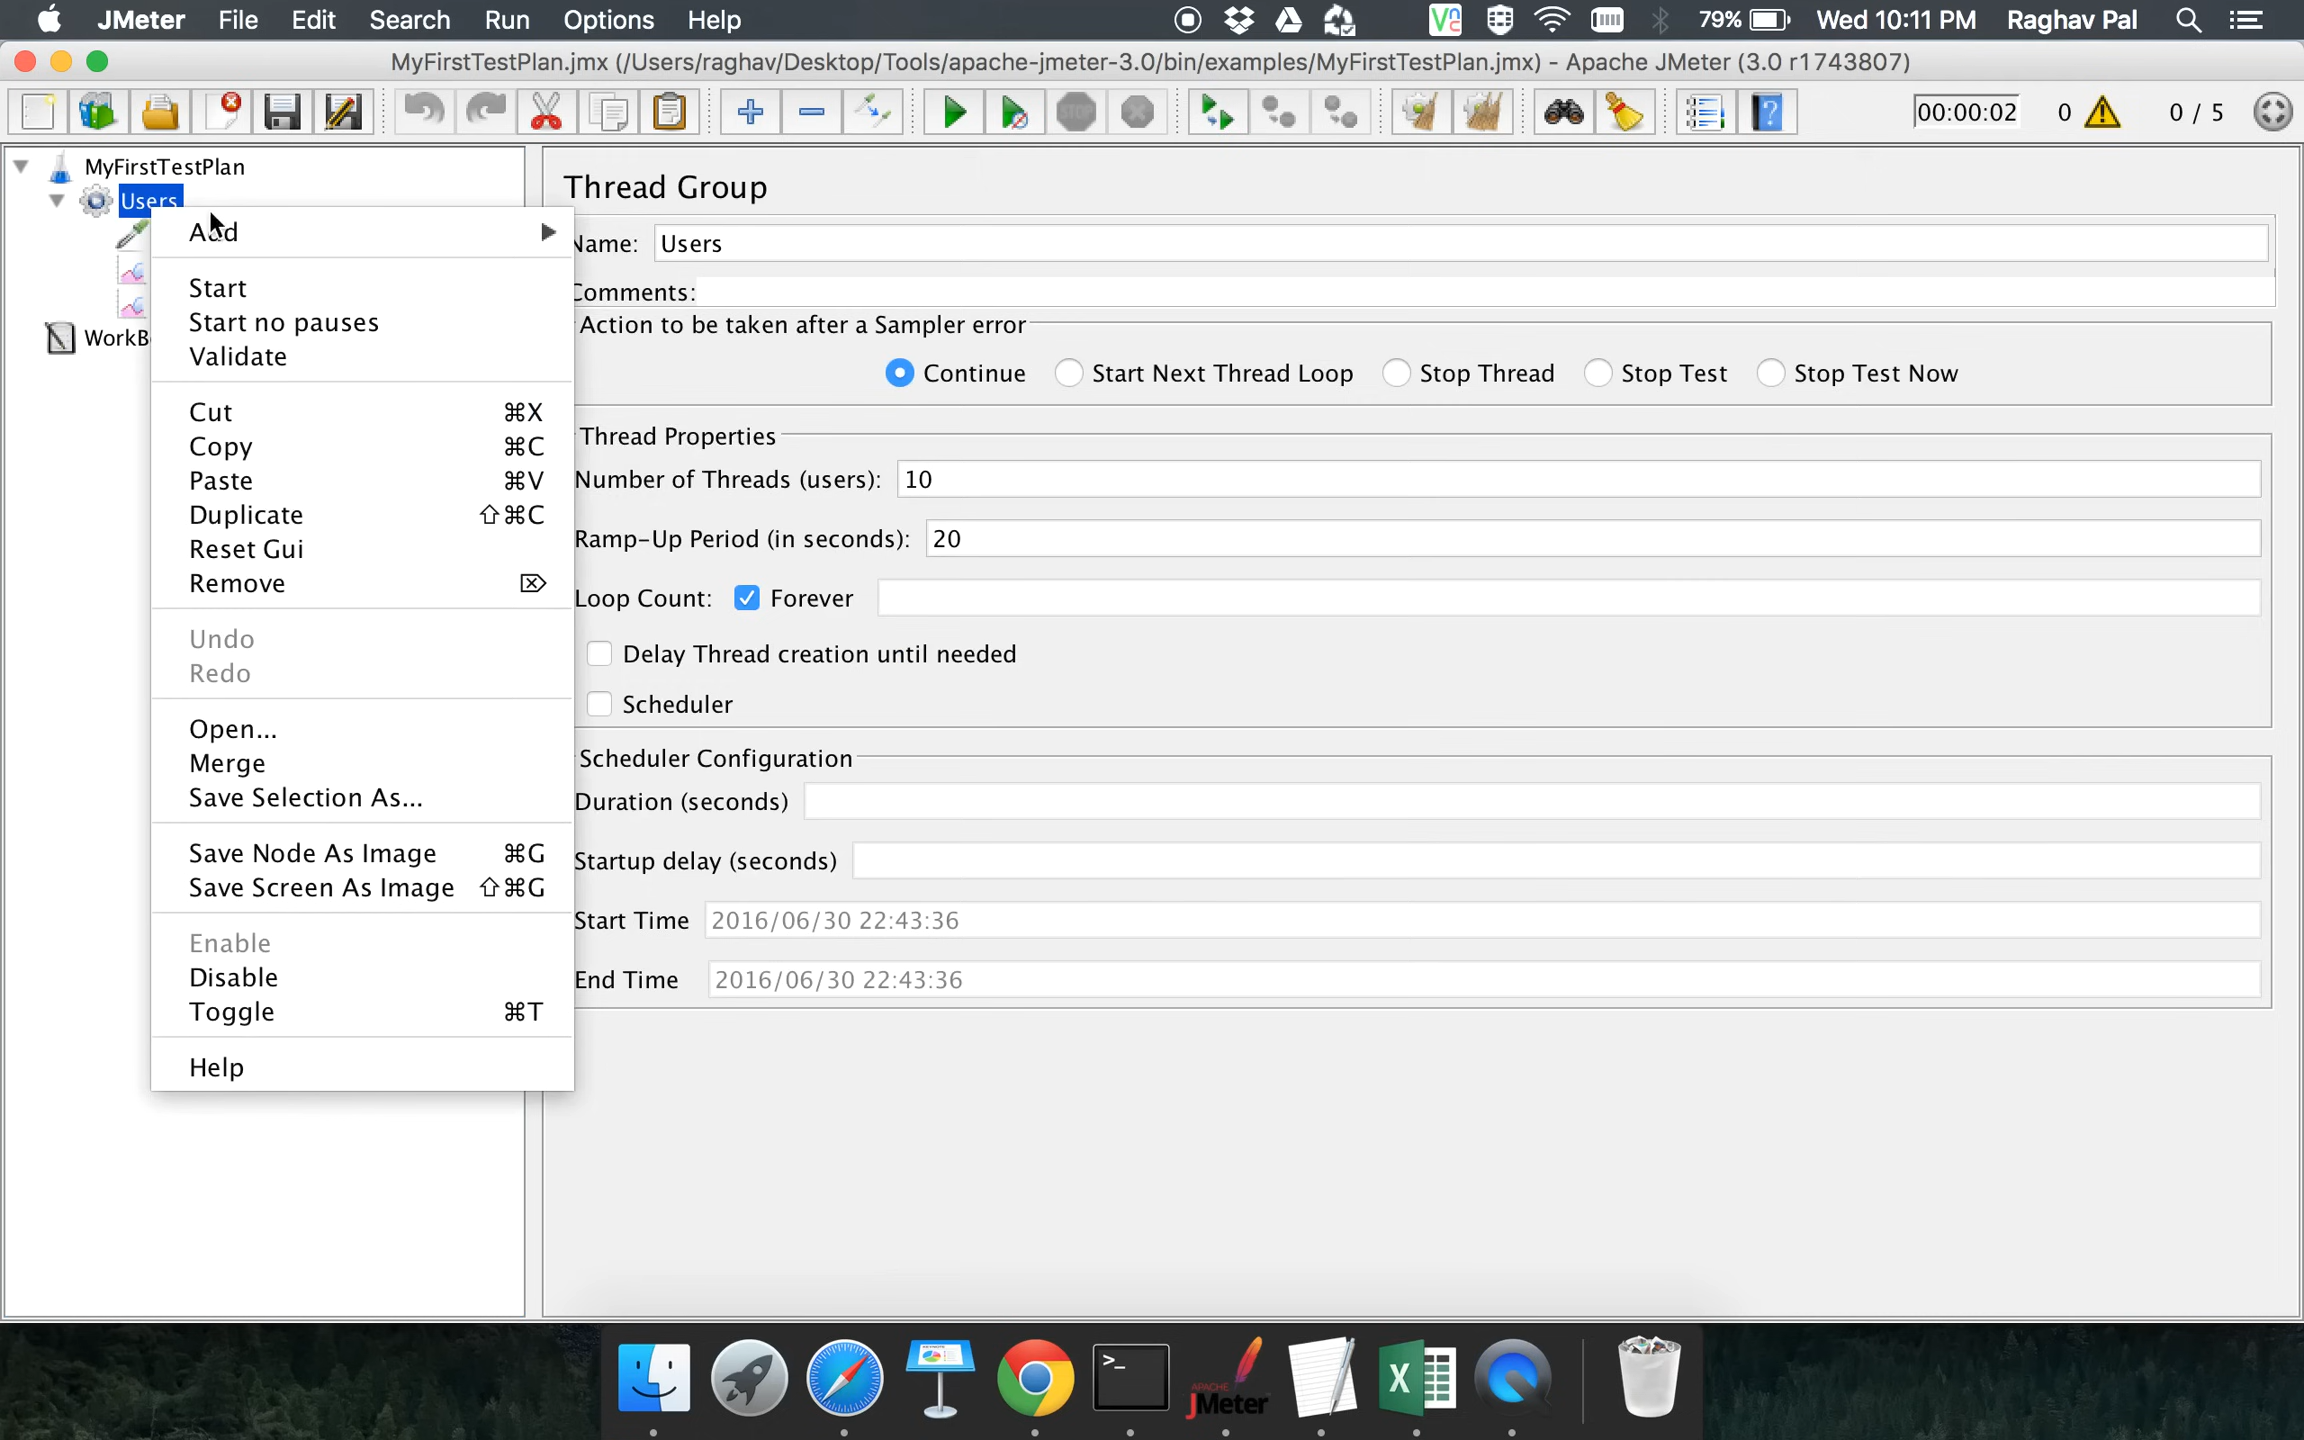 JMeter File Edit Search Run Options Help 79% Wed 10:11 PM Raghav Pal
MyFirstTestPlan.jmx (/Users/raghav/Desktop/Tools/apache-jmeter-3.0/bin/examples/MyFirstTestPlan.jmx) - Apache JMeter (3.0 r1743807)
STOP 00:00:02 0 0 / 5
MyFirstTestPlan
Users
WorkB
Add
Start
Start no pauses
Validate
Cut ⌘X
Copy ⌘C
Paste ⌘V
Duplicate ⇧⌘C
Reset Gui
Remove ⌦
Undo
Redo
Open...
Merge
Save Selection As...
Save Node As Image ⌘G
Save Screen As Image ⇧⌘G
Enable
Disable
Toggle ⌘T
Help
Thread Group
Name: Users
Comments:
Action to be taken after a Sampler error
Continue Start Next Thread Loop Stop Thread Stop Test Stop Test Now
Thread Properties
Number of Threads (users): 10
Ramp-Up Period (in seconds): 20
Loop Count: Forever
Delay Thread creation until needed
Scheduler
Scheduler Configuration
Duration (seconds)
Startup delay (seconds)
Start Time 2016/06/30 22:43:36
End Time 2016/06/30 22:43:36
APACHE
JMeter